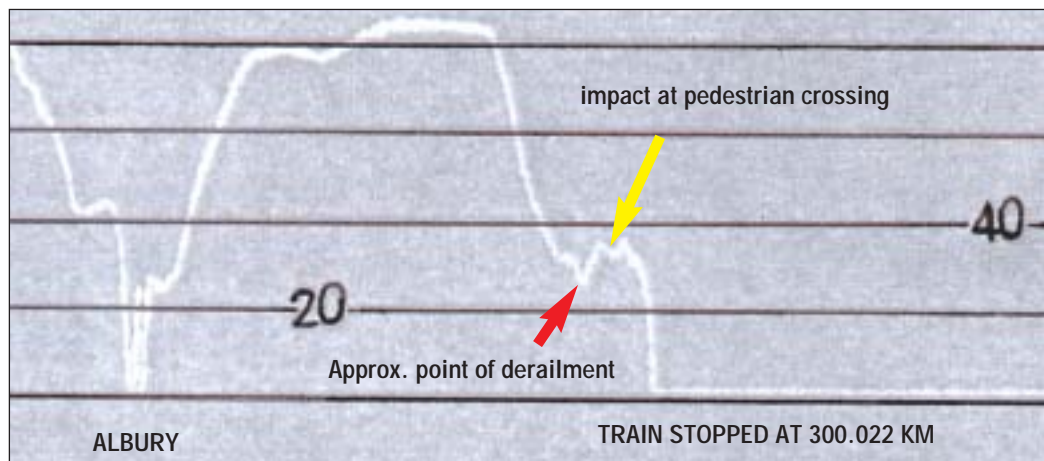 impact at pedestrian crossing
40
20
Approx. point of derailment
ALBURY
TRAIN STOPPED AT 300.022 KM